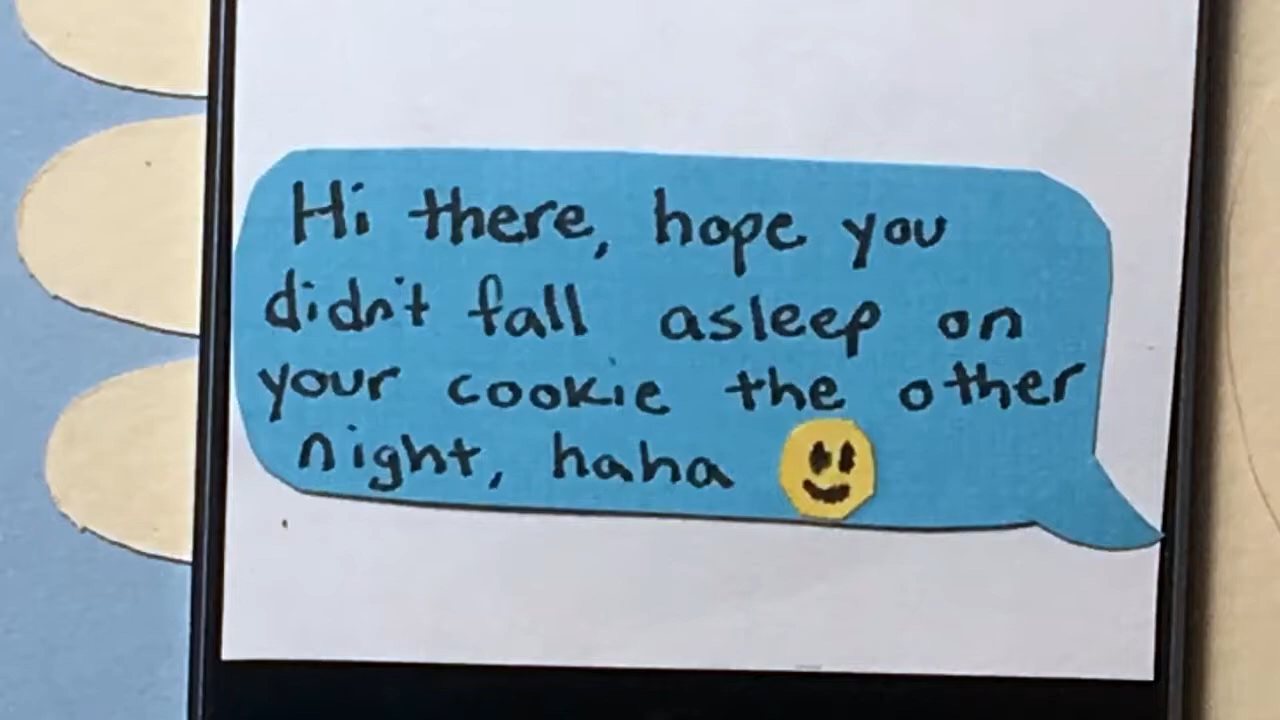 Hi there, hope you
didn't fall asleep on
your cookie the other
night, haha